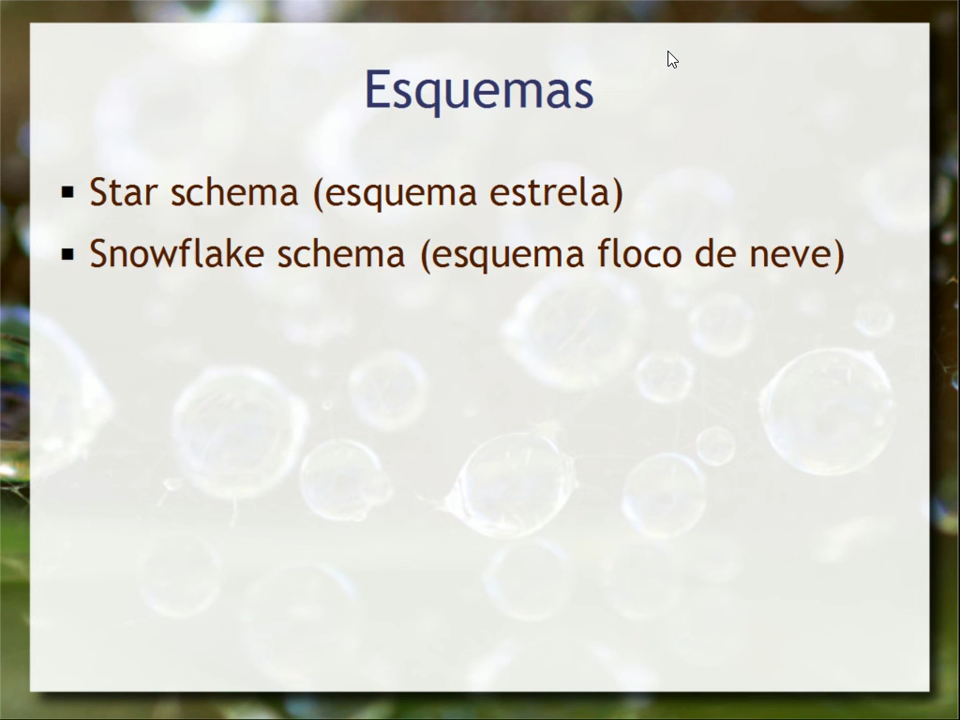 Esquemas
▪ Star schema (esquema estrela)
▪ Snowflake schema (esquema floco de neve)